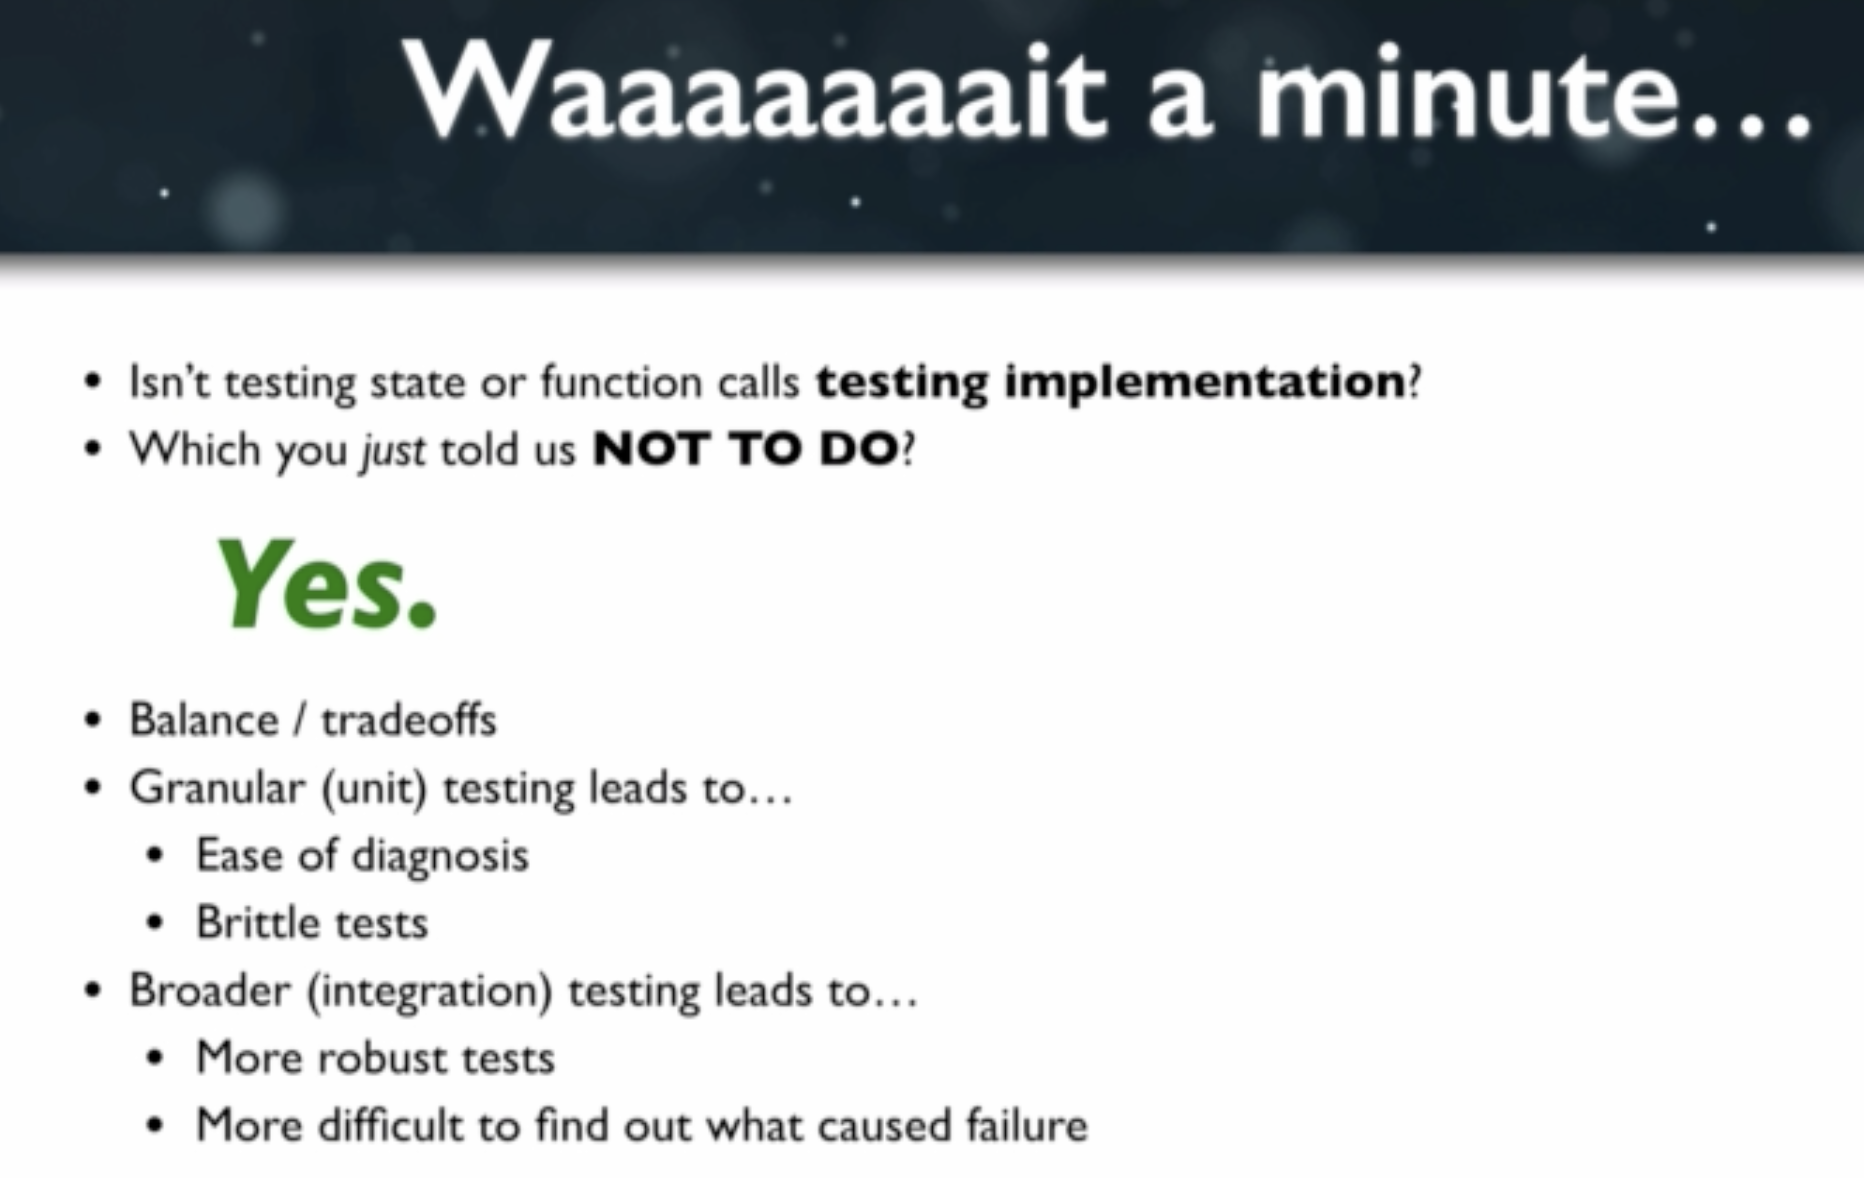 Waaaaaaait a minute…
• Isn't testing state or function calls testing implementation?
• Which you just told us NOT TO DO?
Yes.
• Balance / tradeoffs
• Granular (unit) testing leads to…
• Ease of diagnosis
• Brittle tests
• Broader (integration) testing leads to…
• More robust tests
• More difficult to find out what caused failure